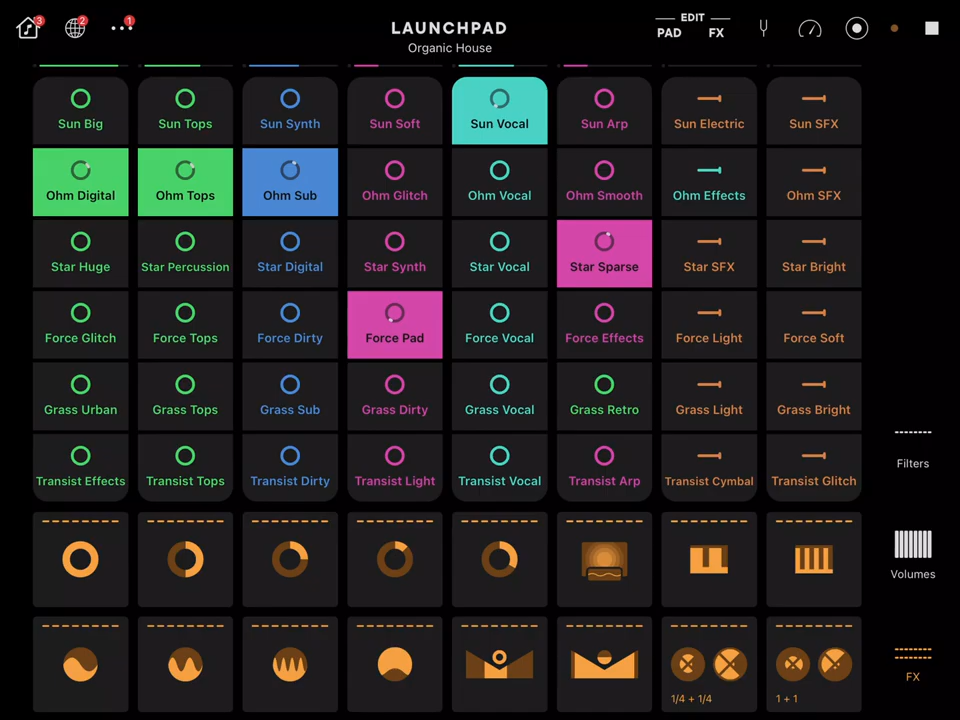 3
2
1
LAUNCHPAD
Organic House
EDIT
PAD FX
Sun Big Sun Tops Sun Synth Sun Soft Sun Vocal Sun Arp Sun Electric Sun SFX
Ohm Digital Ohm Tops Ohm Sub Ohm Glitch Ohm Vocal Ohm Smooth Ohm Effects Ohm SFX
Star Huge Star Percussion Star Digital Star Synth Star Vocal Star Sparse Star SFX Star Bright
Force Glitch Force Tops Force Dirty Force Pad Force Vocal Force Effects Force Light Force Soft
Grass Urban Grass Tops Grass Sub Grass Dirty Grass Vocal Grass Retro Grass Light Grass Bright
Transist Effects Transist Tops Transist Dirty Transist Light Transist Vocal Transist Arp Transist Cymbal Transist Glitch
Filters
Volumes
FX
1/4 + 1/4
1 + 1